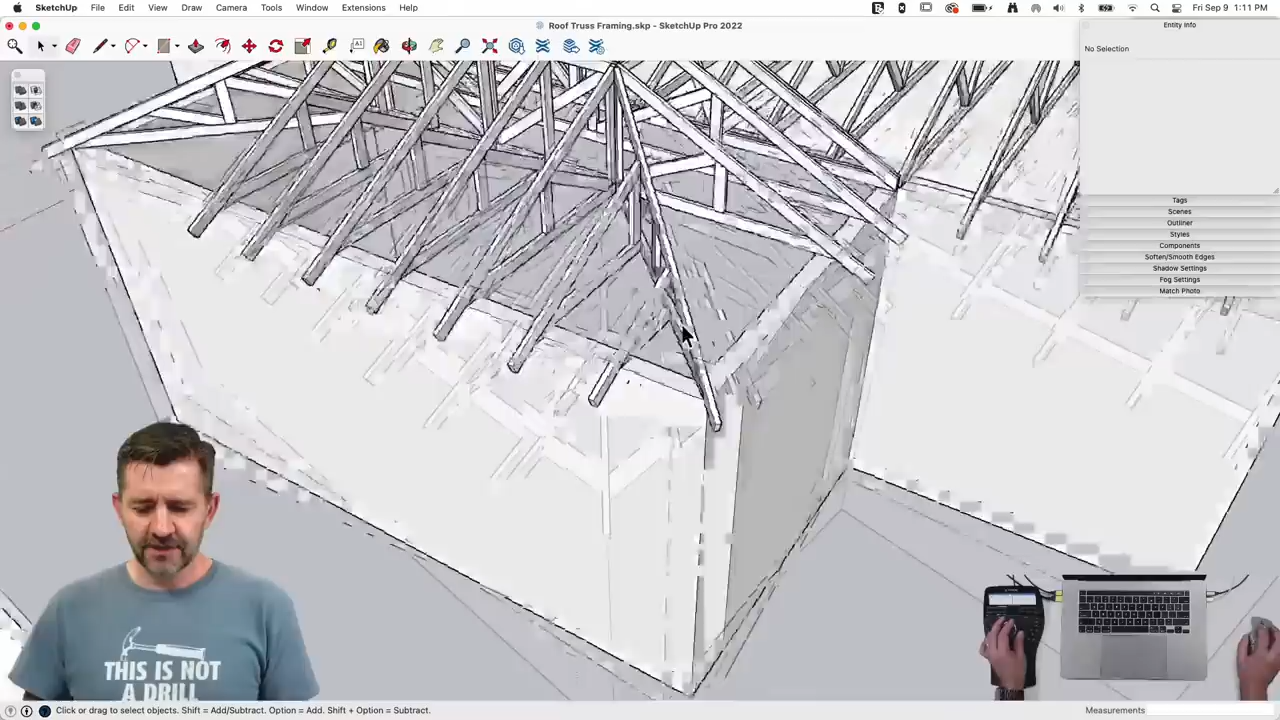 SketchUp File Edit View Draw Camera Tools Window Extensions Help Fri Sep 9 1:11 PM
Roof Truss Framing.skp - SketchUp Pro 2022
Entity Info
No Selection
Tags
Scenes
Outliner
Styles
Components
Soften/Smooth Edges
Shadow Settings
Fog Settings
Match Photo
THIS IS NOT
A DRILL
Click or drag to select objects. Shift = Add/Subtract. Option = Add. Shift + Option = Subtract.
Measurements